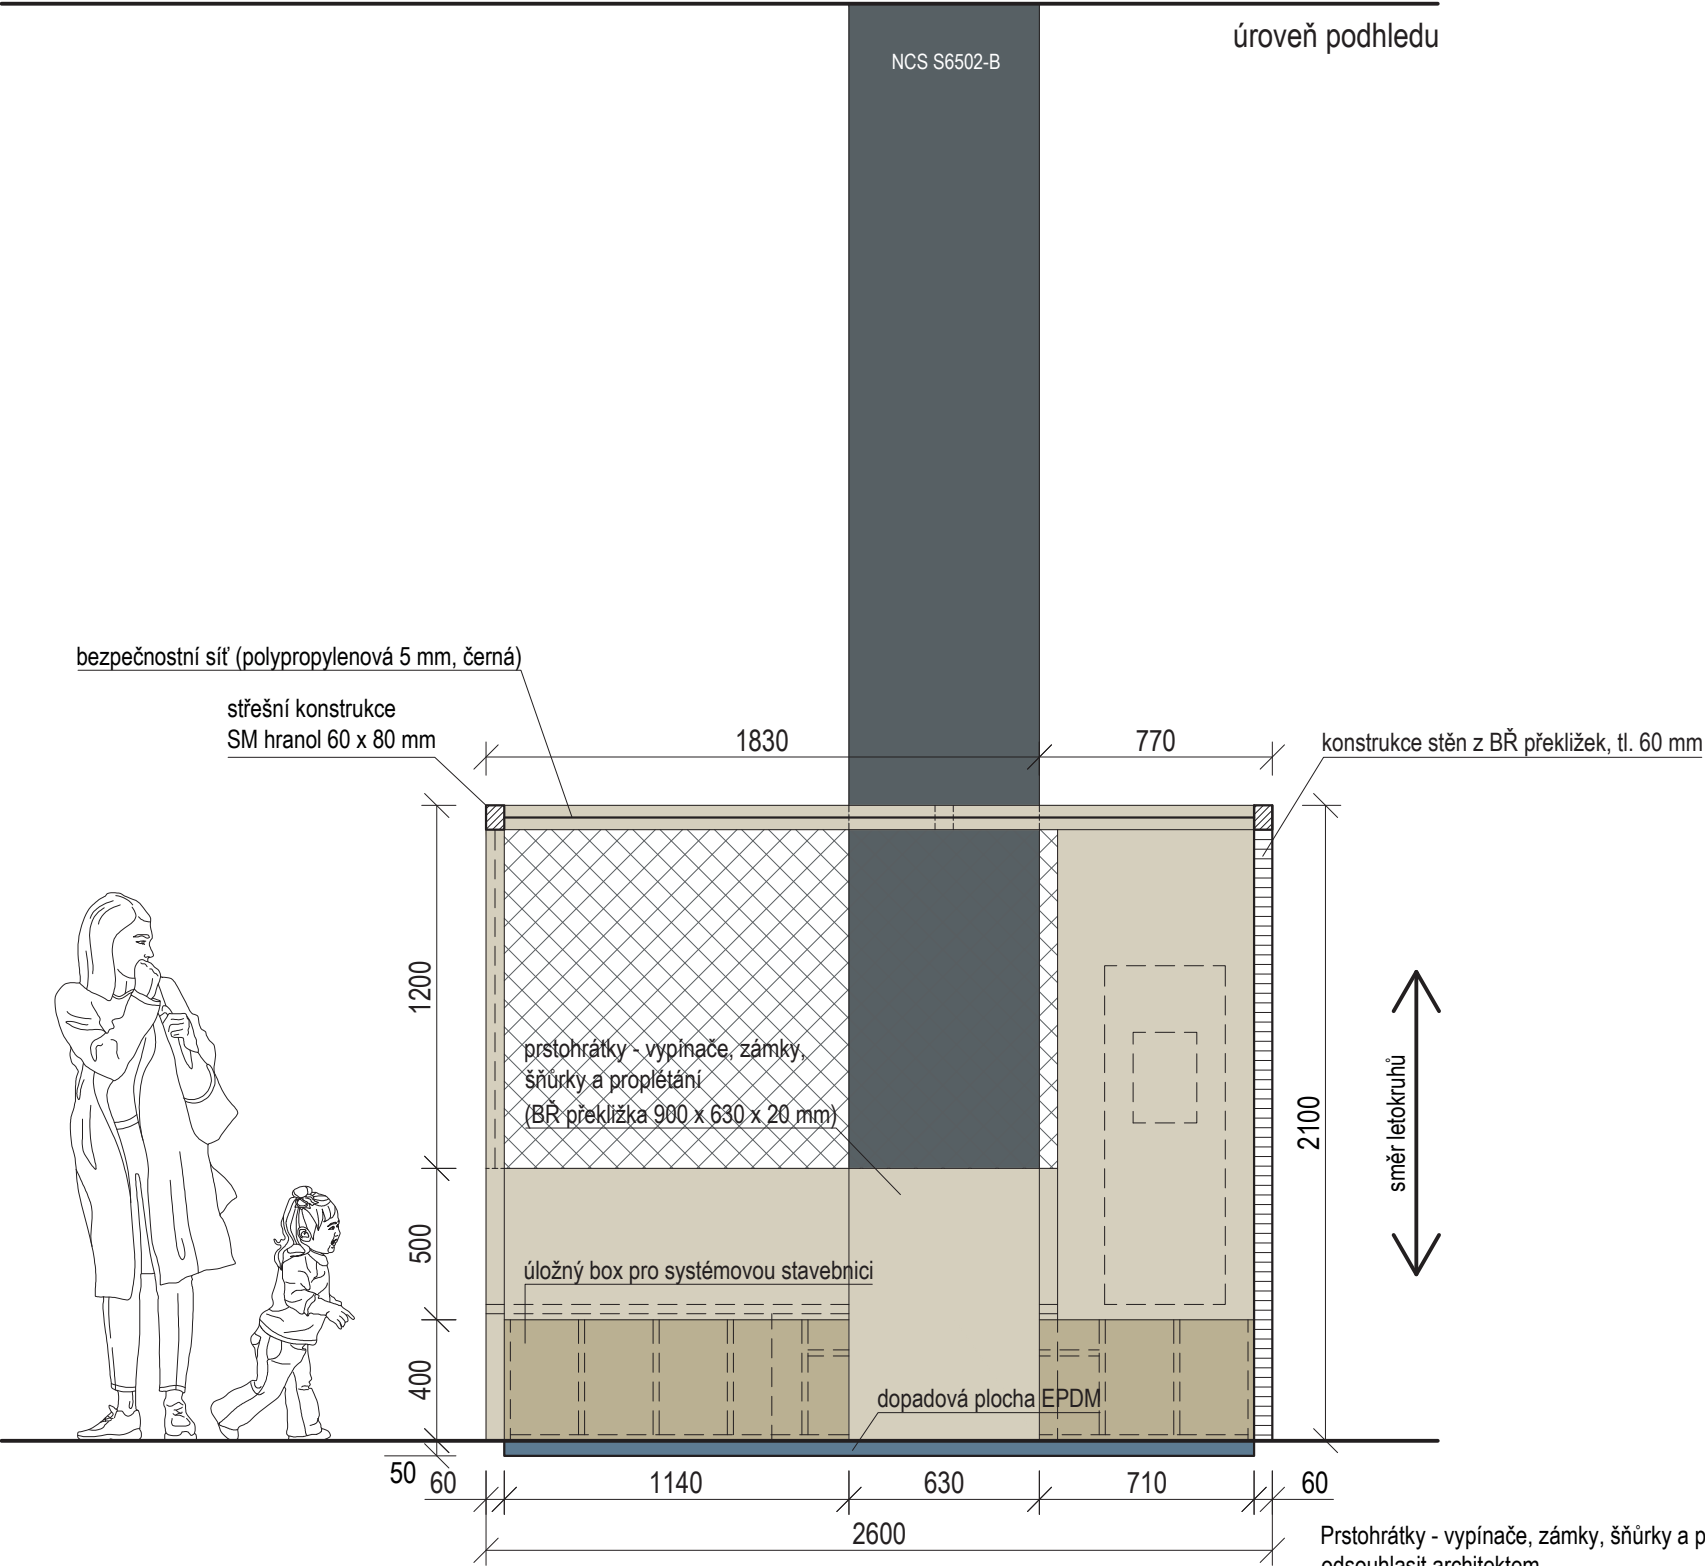 úroveň podhledu
NCS S6502-B
bezpečnostní síť (polypropylenová 5 mm, černá)
střešní konstrukce
SM hranol 60 x 80 mm
1830
770
konstrukce stěn z BŘ překližek, tl. 60 mm
1200
prstohrátky - vypínače, zámky,
šňůrky a proplétání
(BŘ překližka 900 x 630 x 20 mm)
2100
směr letokruhů
500
úložný box pro systémovou stavebnici
400
dopadová plocha EPDM
50
60
1140
630
710
60
2600
Prstohrátky - vypínače, zámky, šňůrky a p
odsouhlasit architektem